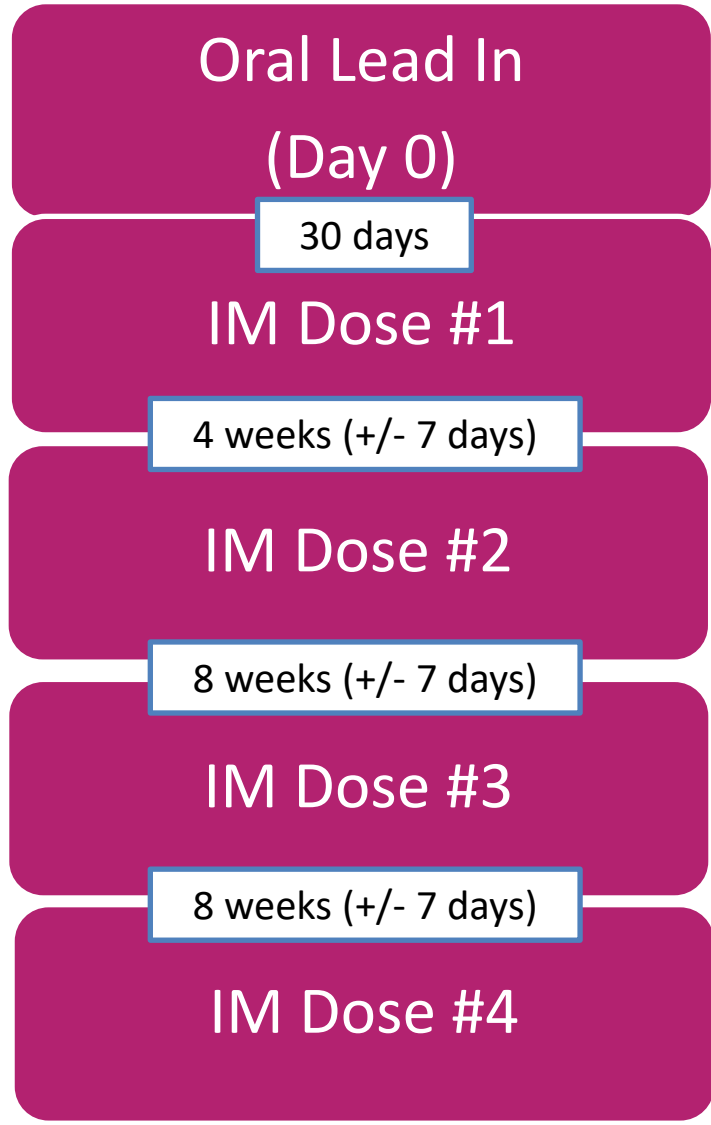 Oral Lead In
(Day 0)
30 days
IM Dose #1
4 weeks (+/- 7 days)
IM Dose #2
8 weeks (+/- 7 days)
IM Dose #3
8 weeks (+/- 7 days)
IM Dose #4